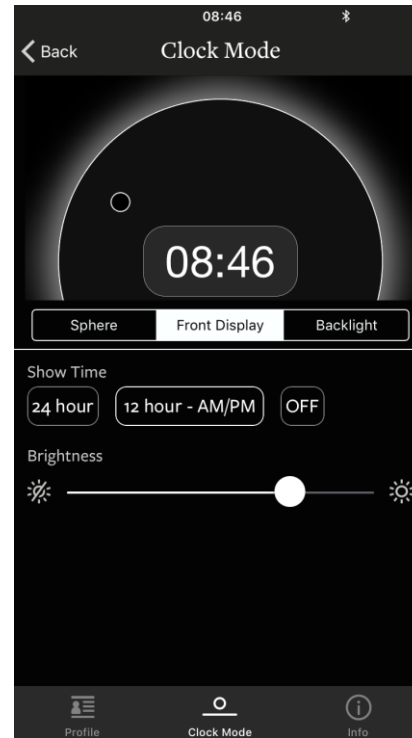 08:46
Back Clock Mode
08:46
Sphere Front Display Backlight
Show Time
24 hour 12 hour - AM/PM OFF
Brightness
Profile Clock Mode Info